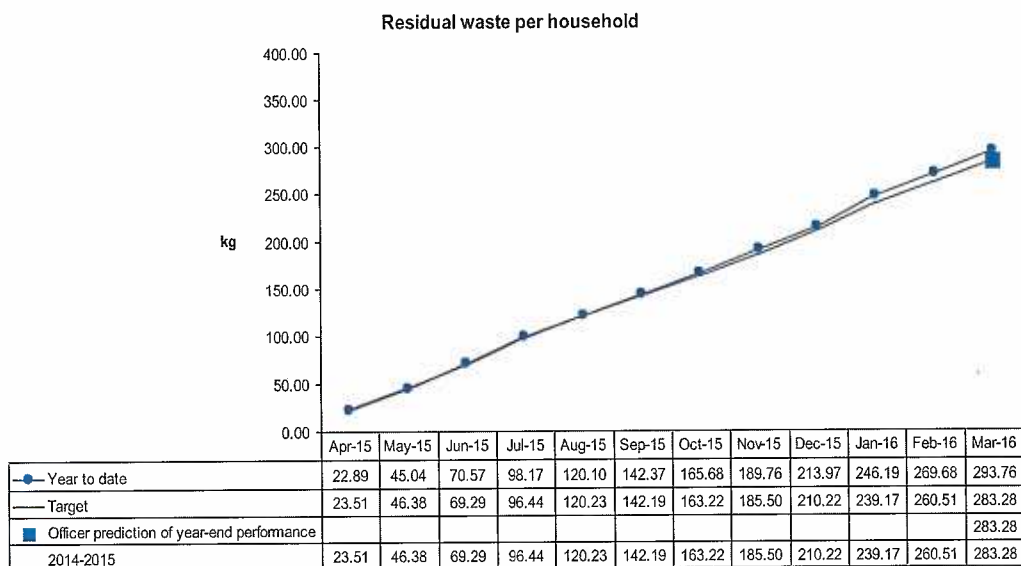 Residual waste per household
400.00
350.00
300.00
250.00
200.00
kg
150.00
100.00
50.00
0.00
Apr-15 May-15 Jun-15 Jul-15 Aug-15 Sep-15 Oct-15 Nov-15 Dec-15 Jan-16 Feb-16 Mar-16
Year to date 22.89 45.04 70.57 98.17 120.10 142.37 165.68 189.76 213.97 246.19 269.68 293.76
Target 23.51 46.38 69.29 96.44 120.23 142.19 163.22 185.50 210.22 239.17 260.51 283.28
Officer prediction of year-end performance 283.28
2014-2015 23.51 46.38 69.29 96.44 120.23 142.19 163.22 185.50 210.22 239.17 260.51 283.28